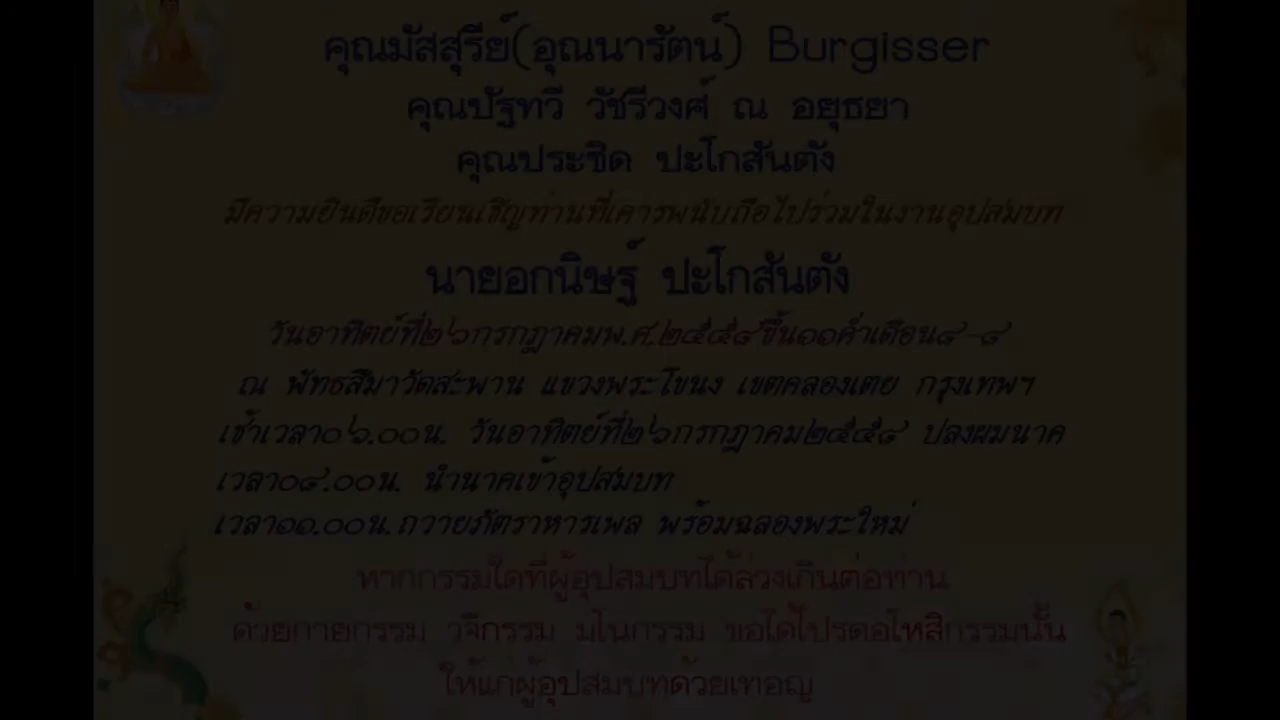 คุณมัสสุรีย์(อุณนารัตน์) Burgisser
คุณปัฐทวี วัชรีวงศ์ ณ อยุธยา
คุณประชิด ปะโกสันตัง
มีความยินดีขอเรียนเชิญท่านที่เคารพนับถือไปร่วมในงานอุปสมบท
นายอกนิษฐ์ ปะโกสันตัง
วันอาทิตย์ที่๒๖กรกฎาคมพ.ศ.๒๕๕๘ขึ้น๑๑ค่ำเดือน๘-๘
ณ พัทธสีมาวัดสะพาน แขวงพระโขนง เขตคลองเตย กรุงเทพฯ
เช้าเวลา๐๖.๐๐น. วันอาทิตย์ที่๒๖กรกฎาคม๒๕๕๘ ปลงผมนาค
เวลา๐๘.๐๐น. นำนาคเข้าอุปสมบท
เวลา๑๑.๐๐น.ถวายภัตราหารเพล พร้อมฉลองพระใหม่
หากกรรมใดที่ผู้อุปสมบทได้ล่วงเกินต่อท่าน
ด้วยกายกรรม วจีกรรม มโนกรรม ขอได้โปรดอโหสิกรรมนั้น
ให้แก่ผู้อุปสมบทด้วยเทอญ